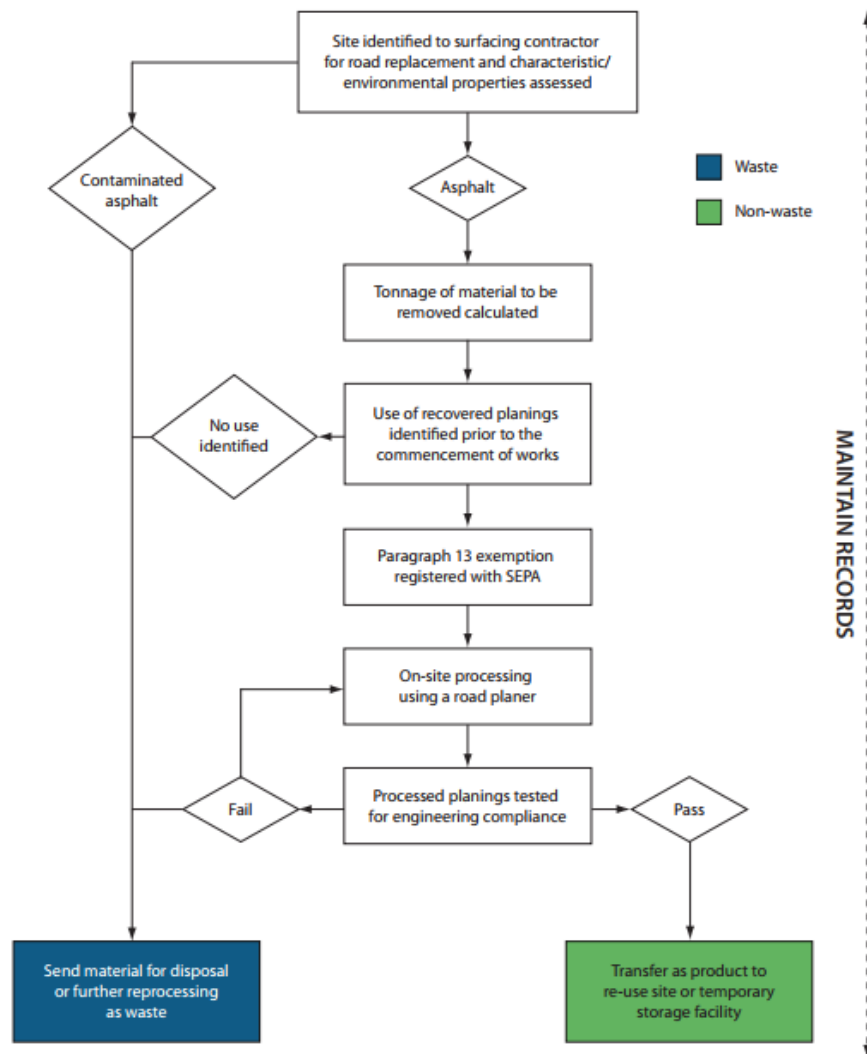 Site identified to surfacing contractor
for road replacement and characteristic/
environmental properties assessed
Contaminated
asphalt
Asphalt
Waste
Non-waste
Tonnage of material to be
removed calculated
No use
identified
Use of recovered planings
identified prior to the
commencement of works
Paragraph 13 exemption
registered with SEPA
On-site processing
using a road planer
Fail
Processed planings tested
for engineering compliance
Pass
Send material for disposal
or further reprocessing
as waste
Transfer as product to
re-use site or temporary
storage facility
MAINTAIN RECORDS